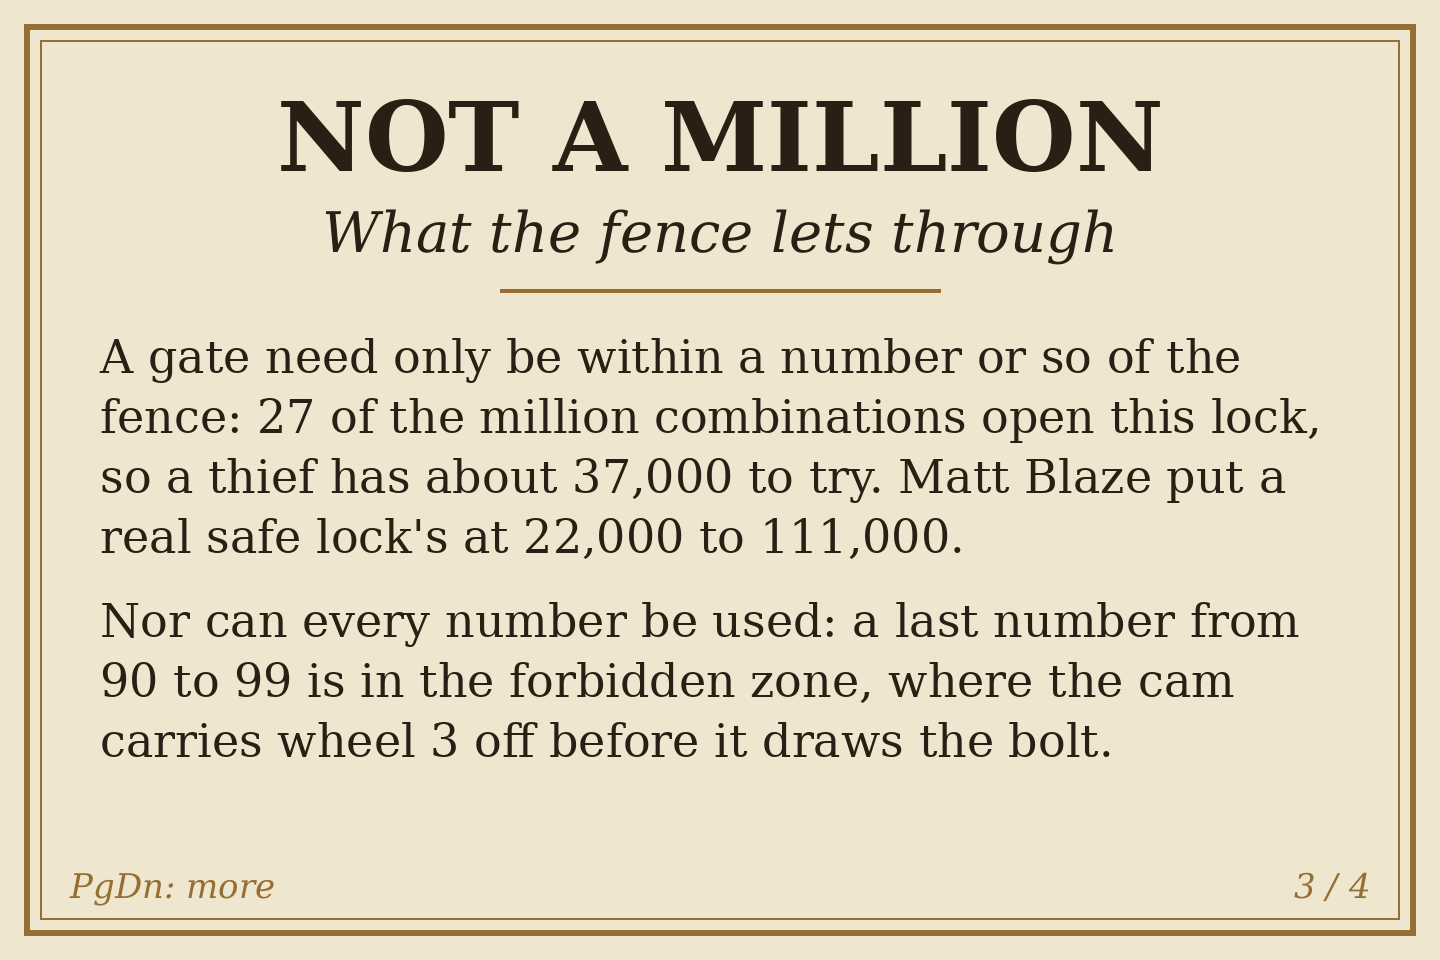 NOT A MILLION
What the fence lets through
A gate need only be within a number or so of the
fence: 27 of the million combinations open this lock,
so a thief has about 37,000 to try. Matt Blaze put a
real safe lock's at 22,000 to 111,000.
Nor can every number be used: a last number from
90 to 99 is in the forbidden zone, where the cam
carries wheel 3 off before it draws the bolt.
PgDn: more
3 / 4